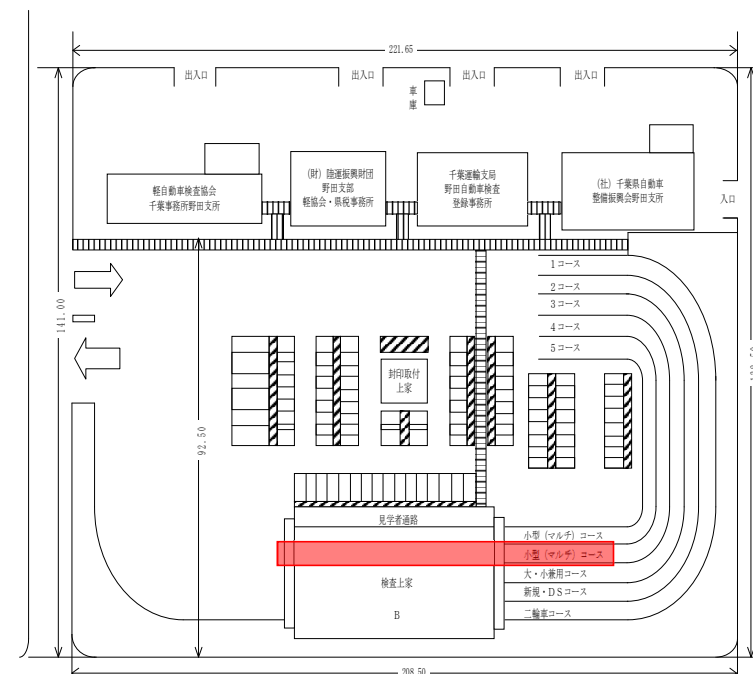 221.65
出入口
出入口
出入口
出入口
車
庫
軽自動車検査協会
千葉事務所野田支所
(財) 陸運振興財団
野田支部
軽協会・県税事務所
千葉運輸支局
野田自動車検査
登録事務所
(社) 千葉県自動車
整備振興会野田支所
入口
1コース
2コース
3コース
4コース
5コース
141.00
封印取付
上家
92.50
見学者通路
小型 (マルチ) コース
小型 (マルチ) コース
大・小兼用コース
新規・DSコース
二輪車コース
検査上家
B
208.50